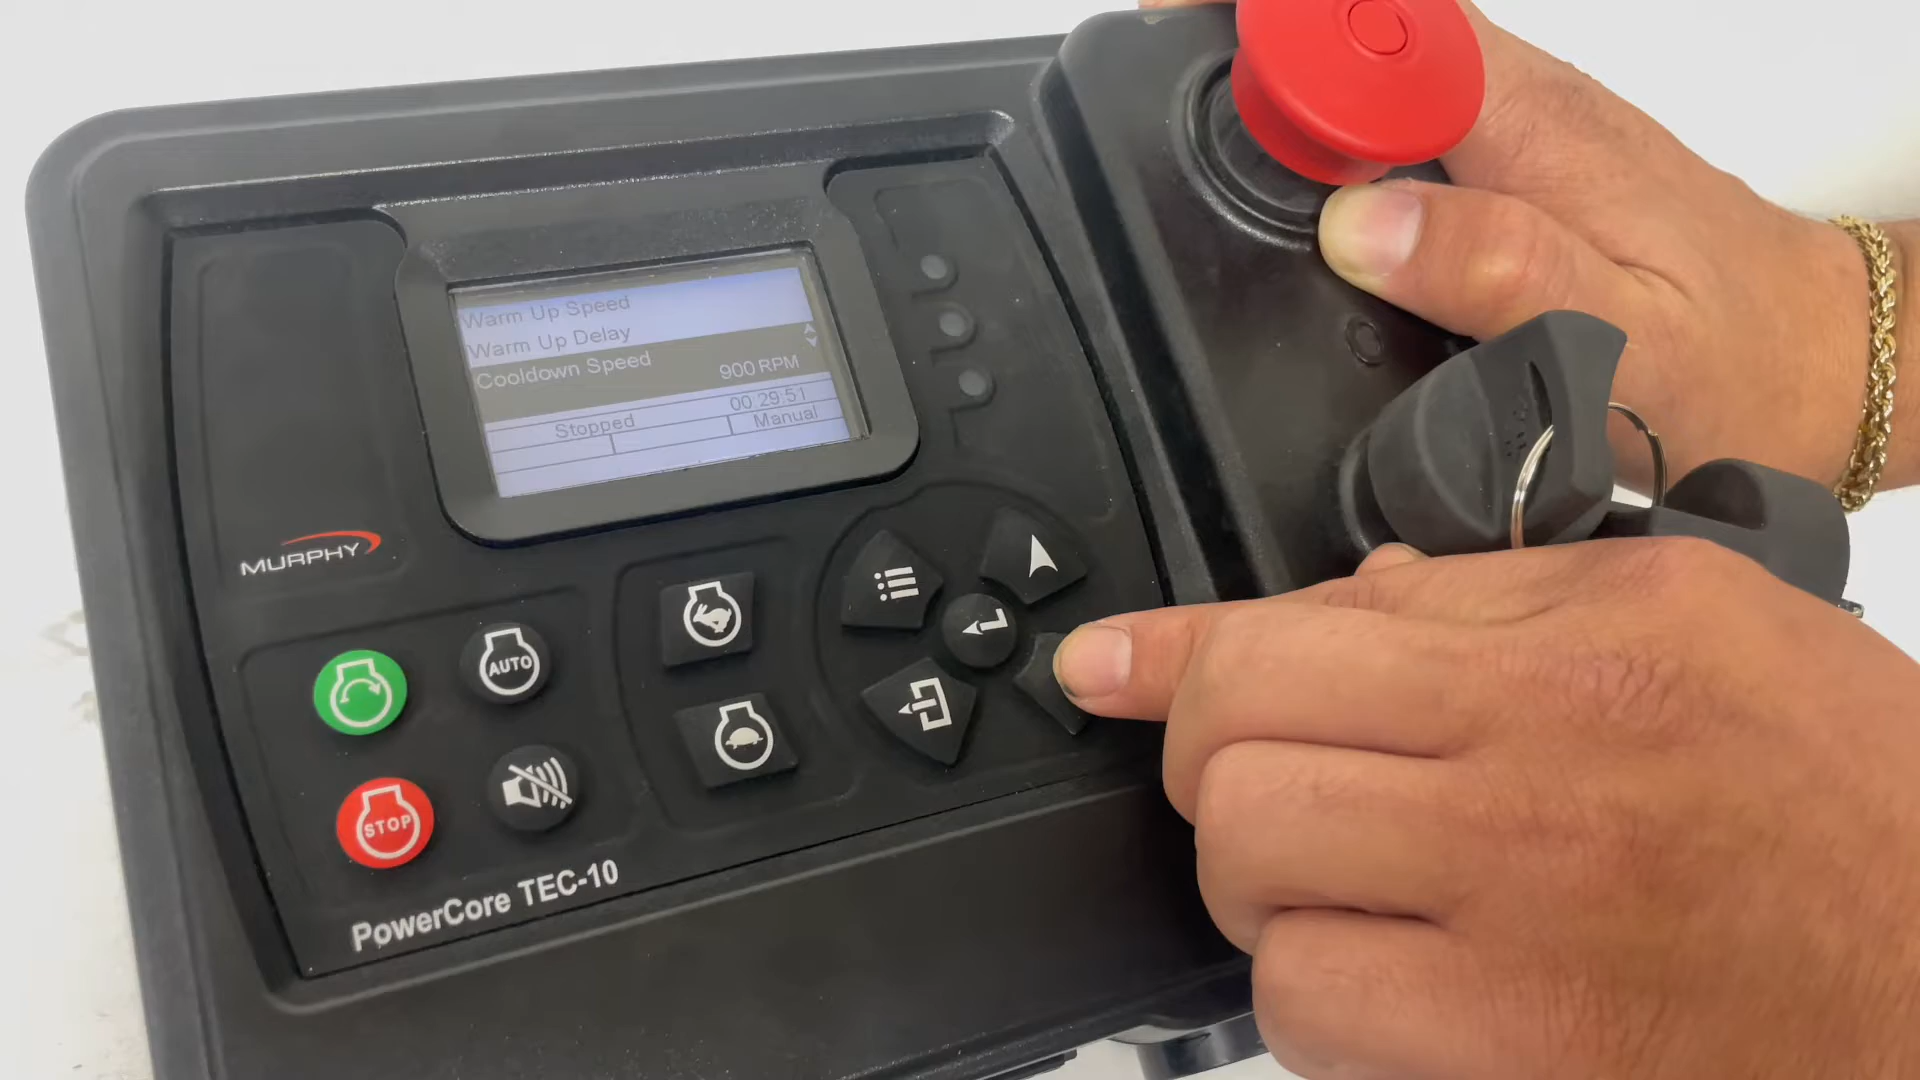 Warm Up Speed
Warm Up Delay
Cooldown Speed
900 RPM
00:29:51
Stopped
Manual
MURPHY
AUTO
STOP
PowerCore TEC-10